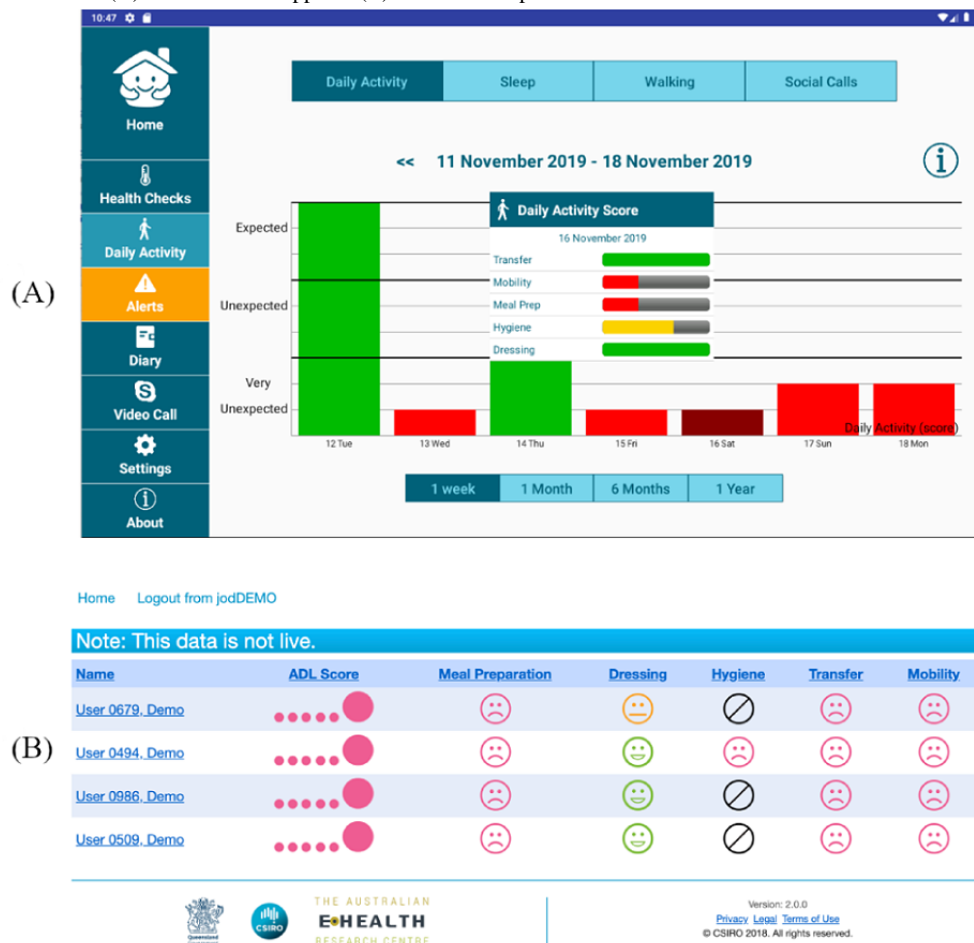 10:47
Daily Activity Sleep Walking Social Calls
Home
<< 11 November 2019 - 18 November 2019
i
Health Checks
Daily Activity Score
16 November 2019
Expected
Daily Activity
Transfer
Mobility
(A)
Alerts
Unexpected
Meal Prep
Hygiene
Dressing
Diary
Very
Unexpected
Video Call
Daily Activity (score)
12 Tue 13 Wed 14 Thu 15 Fri 16 Sat 17 Sun 18 Mon
Settings
1 week 1 Month 6 Months 1 Year
About
Home Logout from jodDEMO
Note: This data is not live.
Name ADL Score Meal Preparation Dressing Hygiene Transfer Mobility
User 0679, Demo
(B)
User 0494, Demo
User 0986, Demo
User 0509, Demo
Queensland
CSIRO
THE AUSTRALIAN
E-HEALTH
RESEARCH CENTRE
Version: 2.0.0
Privacy Legal Terms of Use
© CSIRO 2018. All rights reserved.